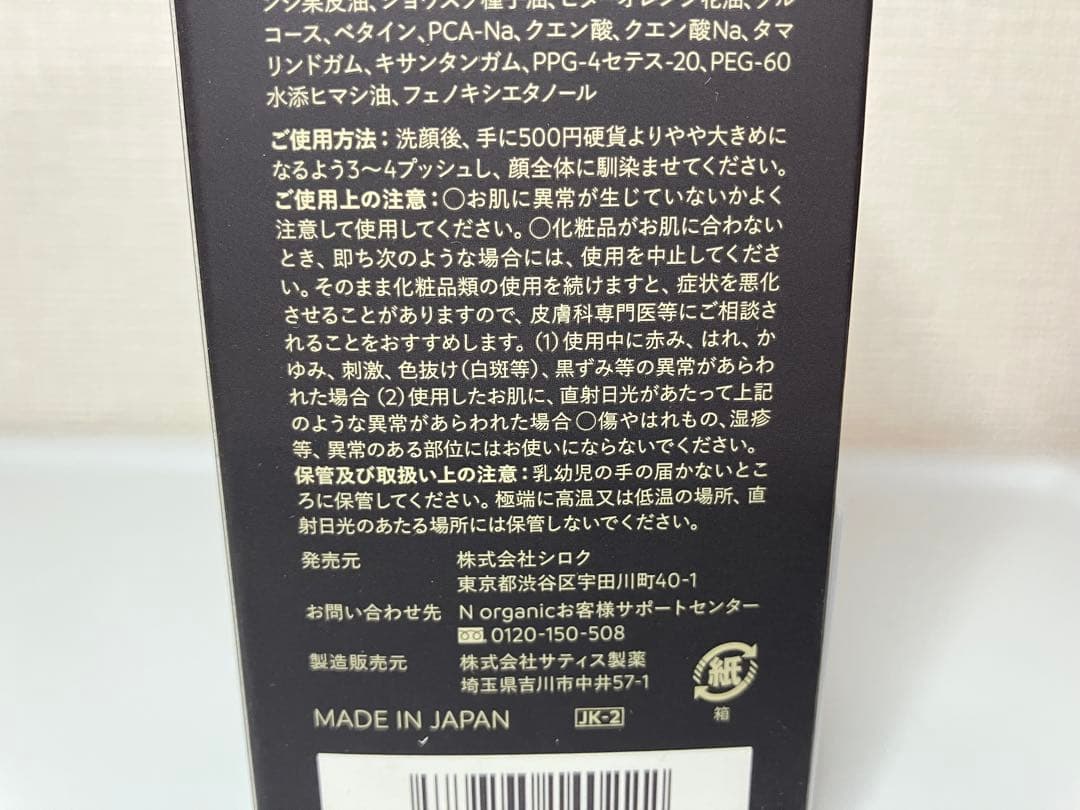 ンジ果皮油、ショウズク種子油、ビターオレンジ花油、グル
コース、ベタイン、PCA-Na、クエン酸、クエン酸Na、タマ
リンドガム、キサンタンガム、PPG-4セテス-20、PEG-60
水添ヒマシ油、フェノキシエタノール
ご使用方法：洗顔後、手に500円硬貨よりやや大きめに
なるよう3〜4プッシュし、顔全体に馴染ませてください。
ご使用上の注意：○お肌に異常が生じていないかよく
注意して使用してください。○化粧品がお肌に合わない
とき、即ち次のような場合には、使用を中止してくださ
い。そのまま化粧品類の使用を続けますと、症状を悪化
させることがありますので、皮膚科専門医等にご相談さ
れることをおすすめします。(1)使用中に赤み、はれ、か
ゆみ、刺激、色抜け(白斑等)、黒ずみ等の異常があらわ
れた場合 (2)使用したお肌に、直射日光があたって上記
のような異常があらわれた場合○傷やはれもの、湿疹
等、異常のある部位にはお使いにならないでください。
保管及び取扱い上の注意：乳幼児の手の届かないとこ
ろに保管してください。極端に高温又は低温の場所、直
射日光のあたる場所には保管しないでください。
発売元 株式会社シロク
東京都渋谷区宇田川町40-1
お問い合わせ先 N organicお客様サポートセンター
0120-150-508
製造販売元 株式会社サティス製薬
埼玉県吉川市中井57-1
紙
箱
MADE IN JAPAN JK-2